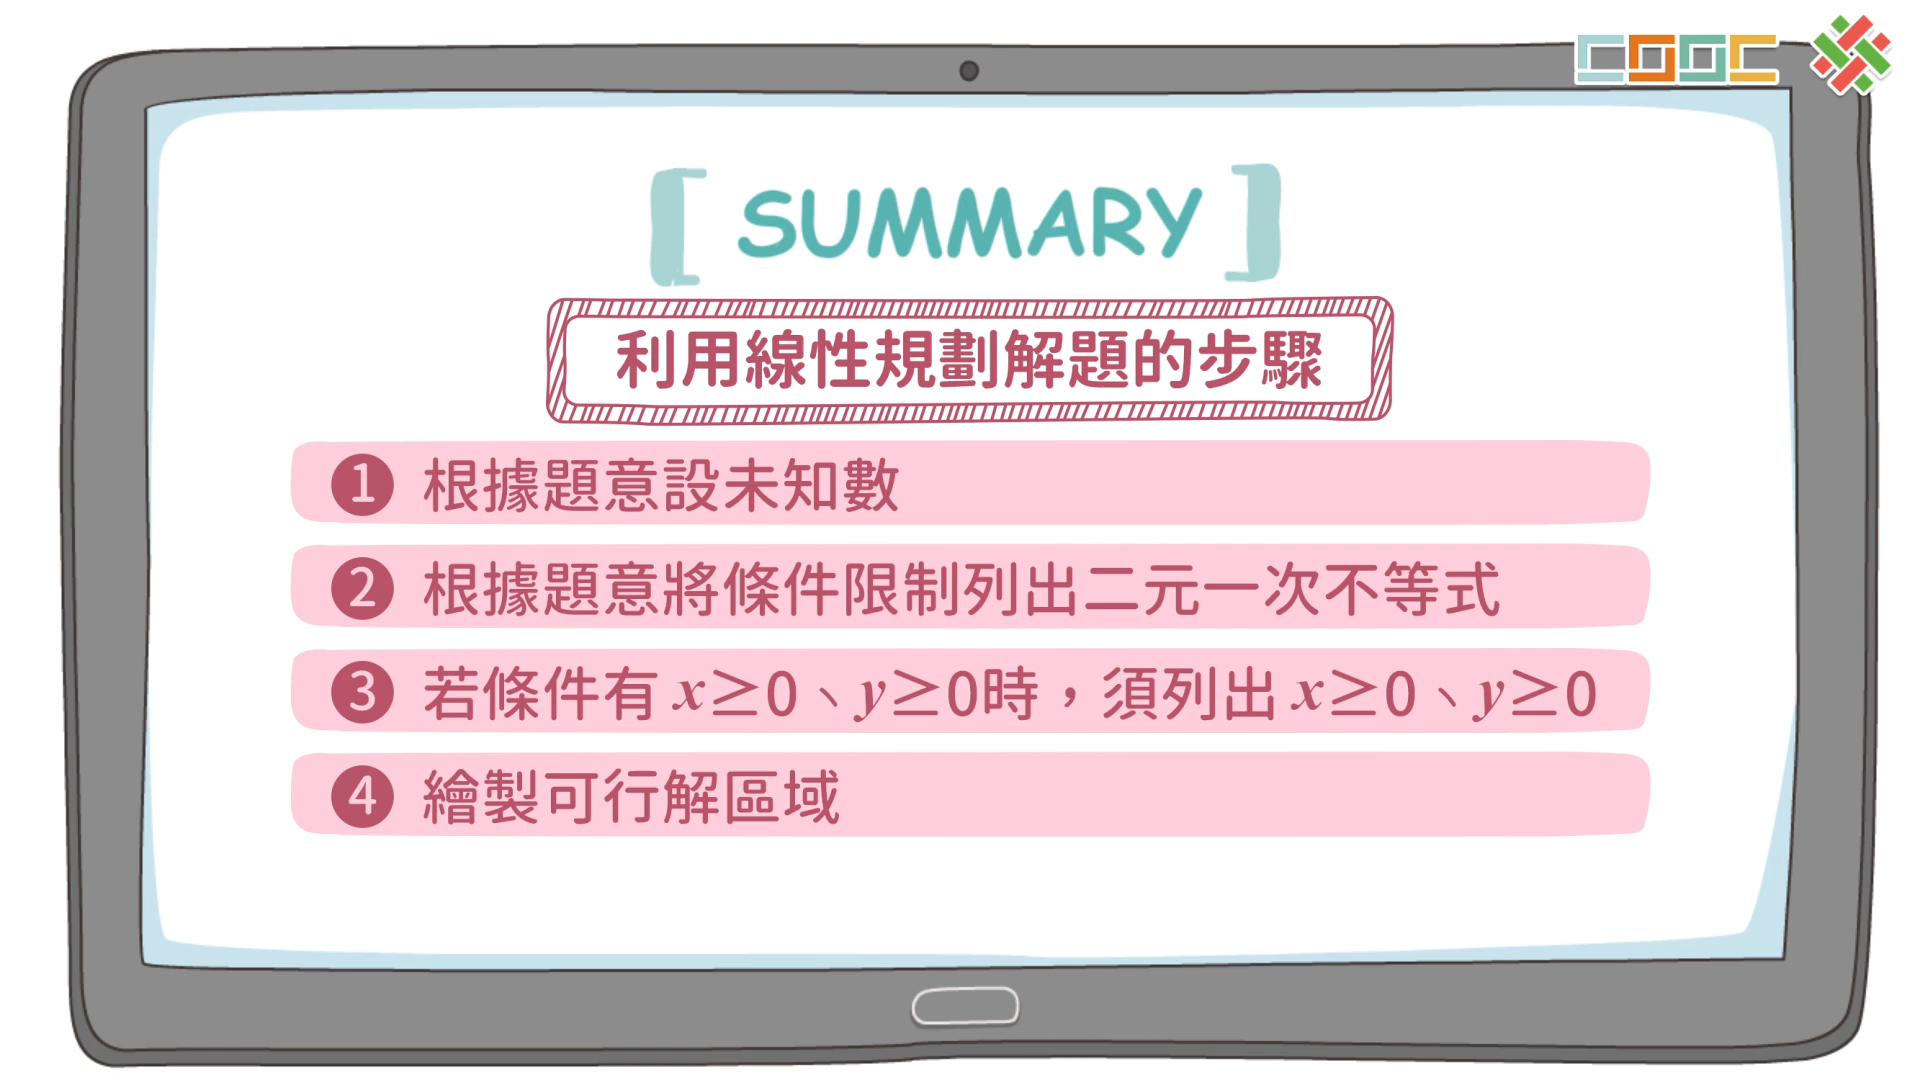 COOC
[ SUMMARY ]
利用線性規劃解題的步驟
1 根據題意設未知數
2 根據題意將條件限制列出二元一次不等式
3 若條件有 x≥0、y≥0時，須列出 x≥0、y≥0
4 繪製可行解區域